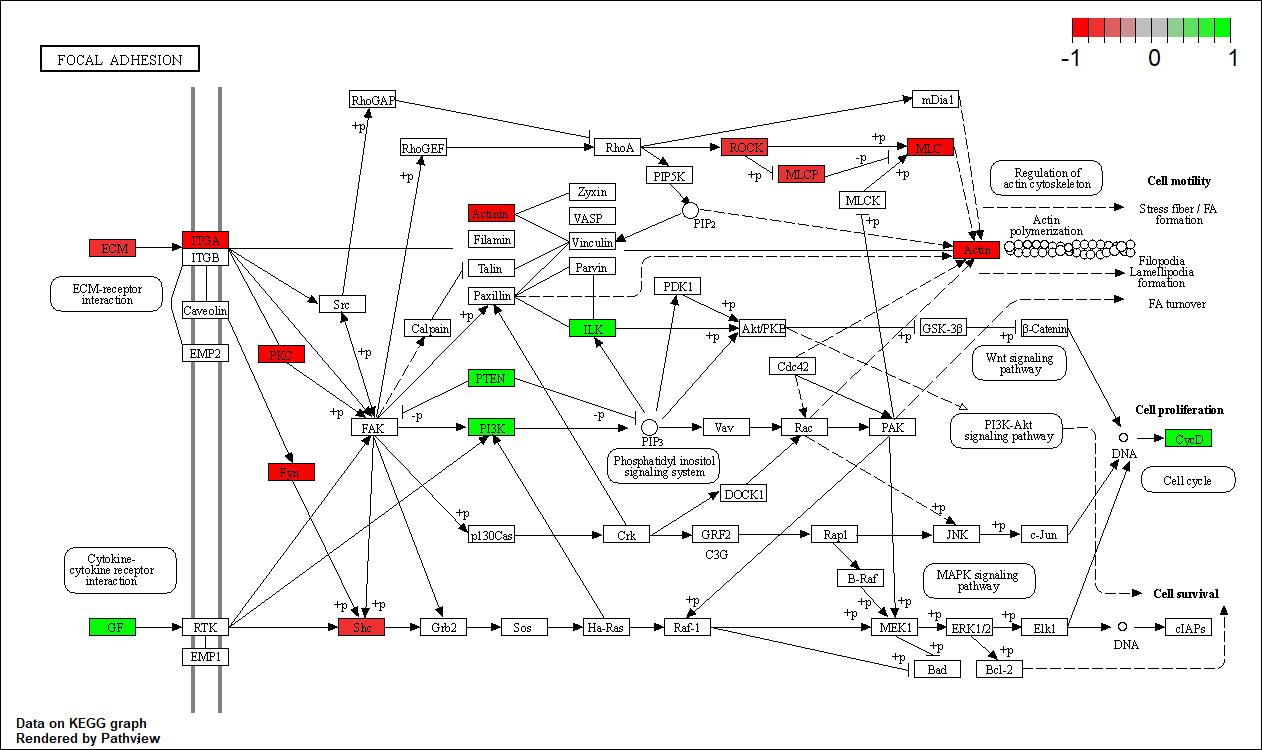 -1
0
1
FOCAL ADHESION
RhoGAP
mDia1
+p
RhoGEF
RhoA
ROCK
+p
MLC
-p
+p
MLCP
+p
+p
PIP5K
Regulation of
actin cytoskeleton
Cell motility
Zyxin
MLCK
Actinin
VASP
PIP2
+p
Stress fiber / FA
formation
Actin
polymerization
ECM
ITGA
ITGB
Filamin
Vinculin
Actin
Talin
Parvin
Filopodia
Lamellipodia
formation
ECM-receptor
interaction
Caveolin
Src
Paxillin
PDK1
FA turnover
+p
+p
Calpain
ILK
+p
Akt/PKB
GSK-3β
+p
+p
β-Catenin
EMP2
PKC
+p
Cdc42
Wnt signaling
pathway
PTEN
+p
-p
-p
Cell proliferation
FAK
PI3K
PIP3
Vav
Rac
PAK
PI3K-Akt
signaling pathway
DNA
CycD
Fyn
Phosphatidyl inositol
signaling system
Cell cycle
DOCK1
+p
+p
+p
p130Cas
Crk
GRF2
C3G
Rap1
JNK
c-Jun
Cytokine-
cytokine receptor
interaction
B-Raf
MAPK signaling
pathway
Cell survival
+p
+p
+p
+p
+p
+p
+p
+p
GF
RTK
Shc
Grb2
Sos
Ha-Ras
Raf-1
MEK1
ERK1/2
Elk1
DNA
cIAPs
+p
+p
EMP1
+p
Bad
Bcl-2
Data on KEGG graph
Rendered by Pathview